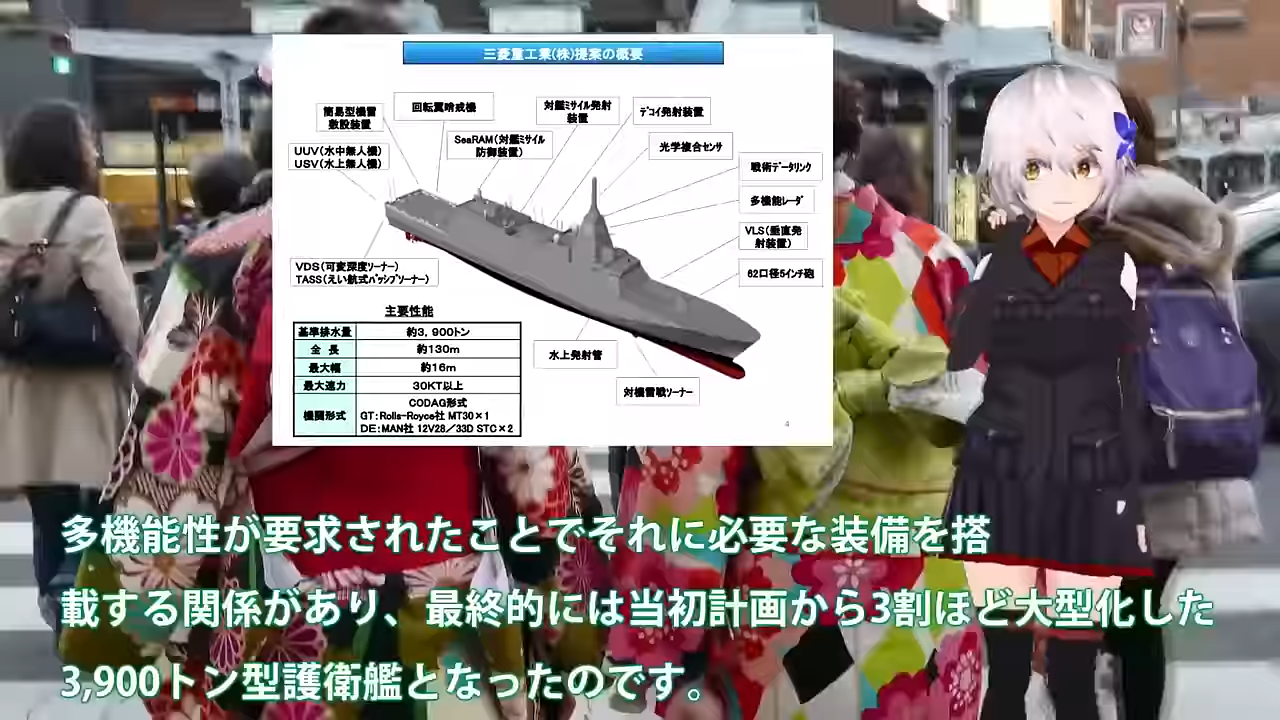 三菱重工業(株)提案の概要
簡易型機雷
敷設装置
回転翼哨戒機
対艦ミサイル発射
装置
デコイ発射装置
SeaRAM(対艦ミサイル
防御装置)
光学複合センサ
UUV(水中無人機)
USV(水上無人機)
戦術データリンク
多機能レーダ
VLS(垂直発
射装置)
62口径5インチ砲
VDS(可変深度ソーナー)
TASS(えい航式パッシブソーナー)
水上発射管
対機雷戦ソーナー
主要性能
基準排水量 約3,900トン
全 長 約130m
最大幅 約16m
最大速力 30KT以上
機関形式 CODAG形式
GT:Rolls-Royce社 MT30×1
DE:MAN社 12V28/33D STC×2
多機能性が要求されたことでそれに必要な装備を搭
載する関係があり、最終的には当初計画から3割ほど大型化した
3,900トン型護衛艦となったのです。